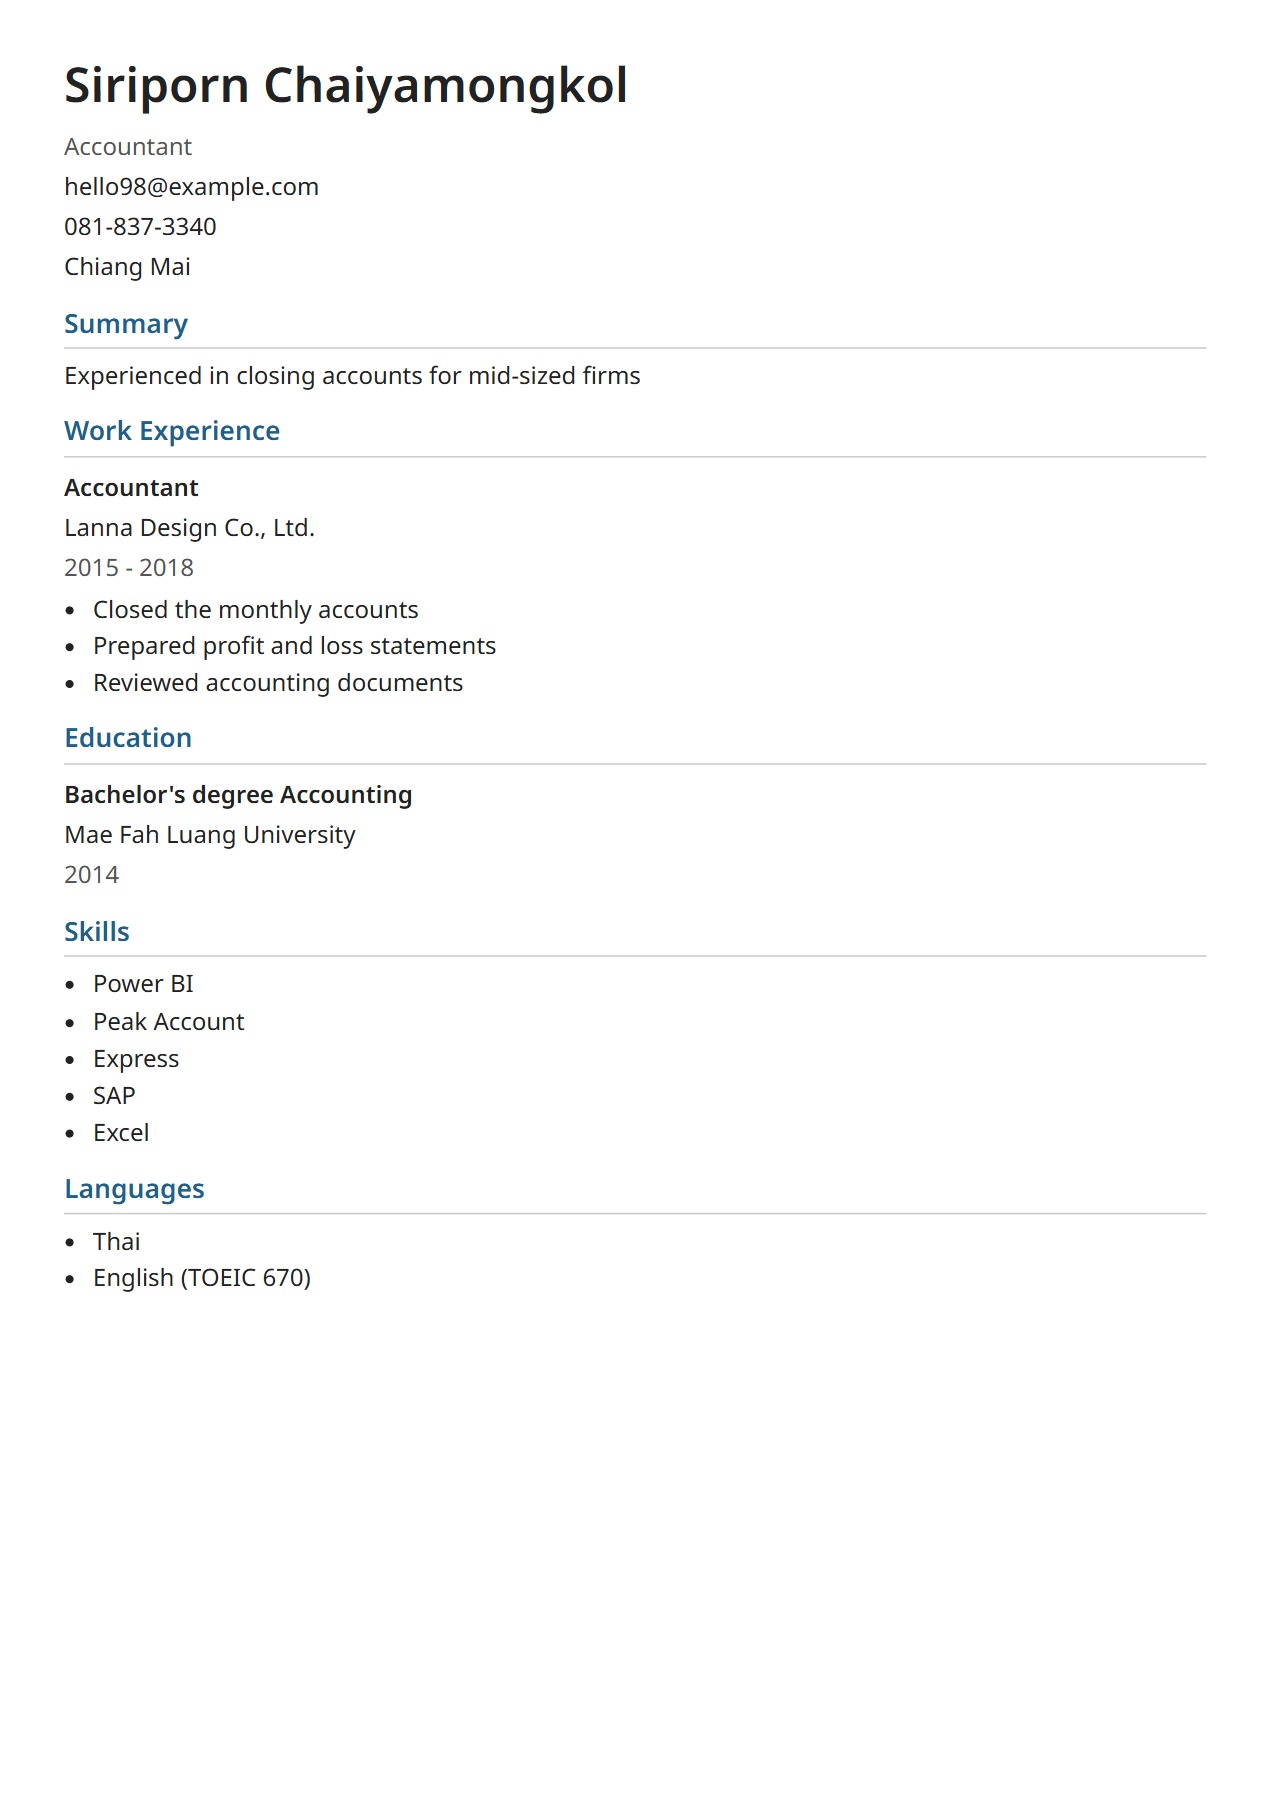 Siriporn Chaiyamongkol
Accountant
hello98@example.com
081-837-3340
Chiang Mai
Summary
Experienced in closing accounts for mid-sized firms
Work Experience
Accountant
Lanna Design Co., Ltd.
2015 - 2018
• Closed the monthly accounts
• Prepared profit and loss statements
• Reviewed accounting documents
Education
Bachelor's degree Accounting
Mae Fah Luang University
2014
Skills
• Power BI
• Peak Account
• Express
• SAP
• Excel
Languages
• Thai
• English (TOEIC 670)